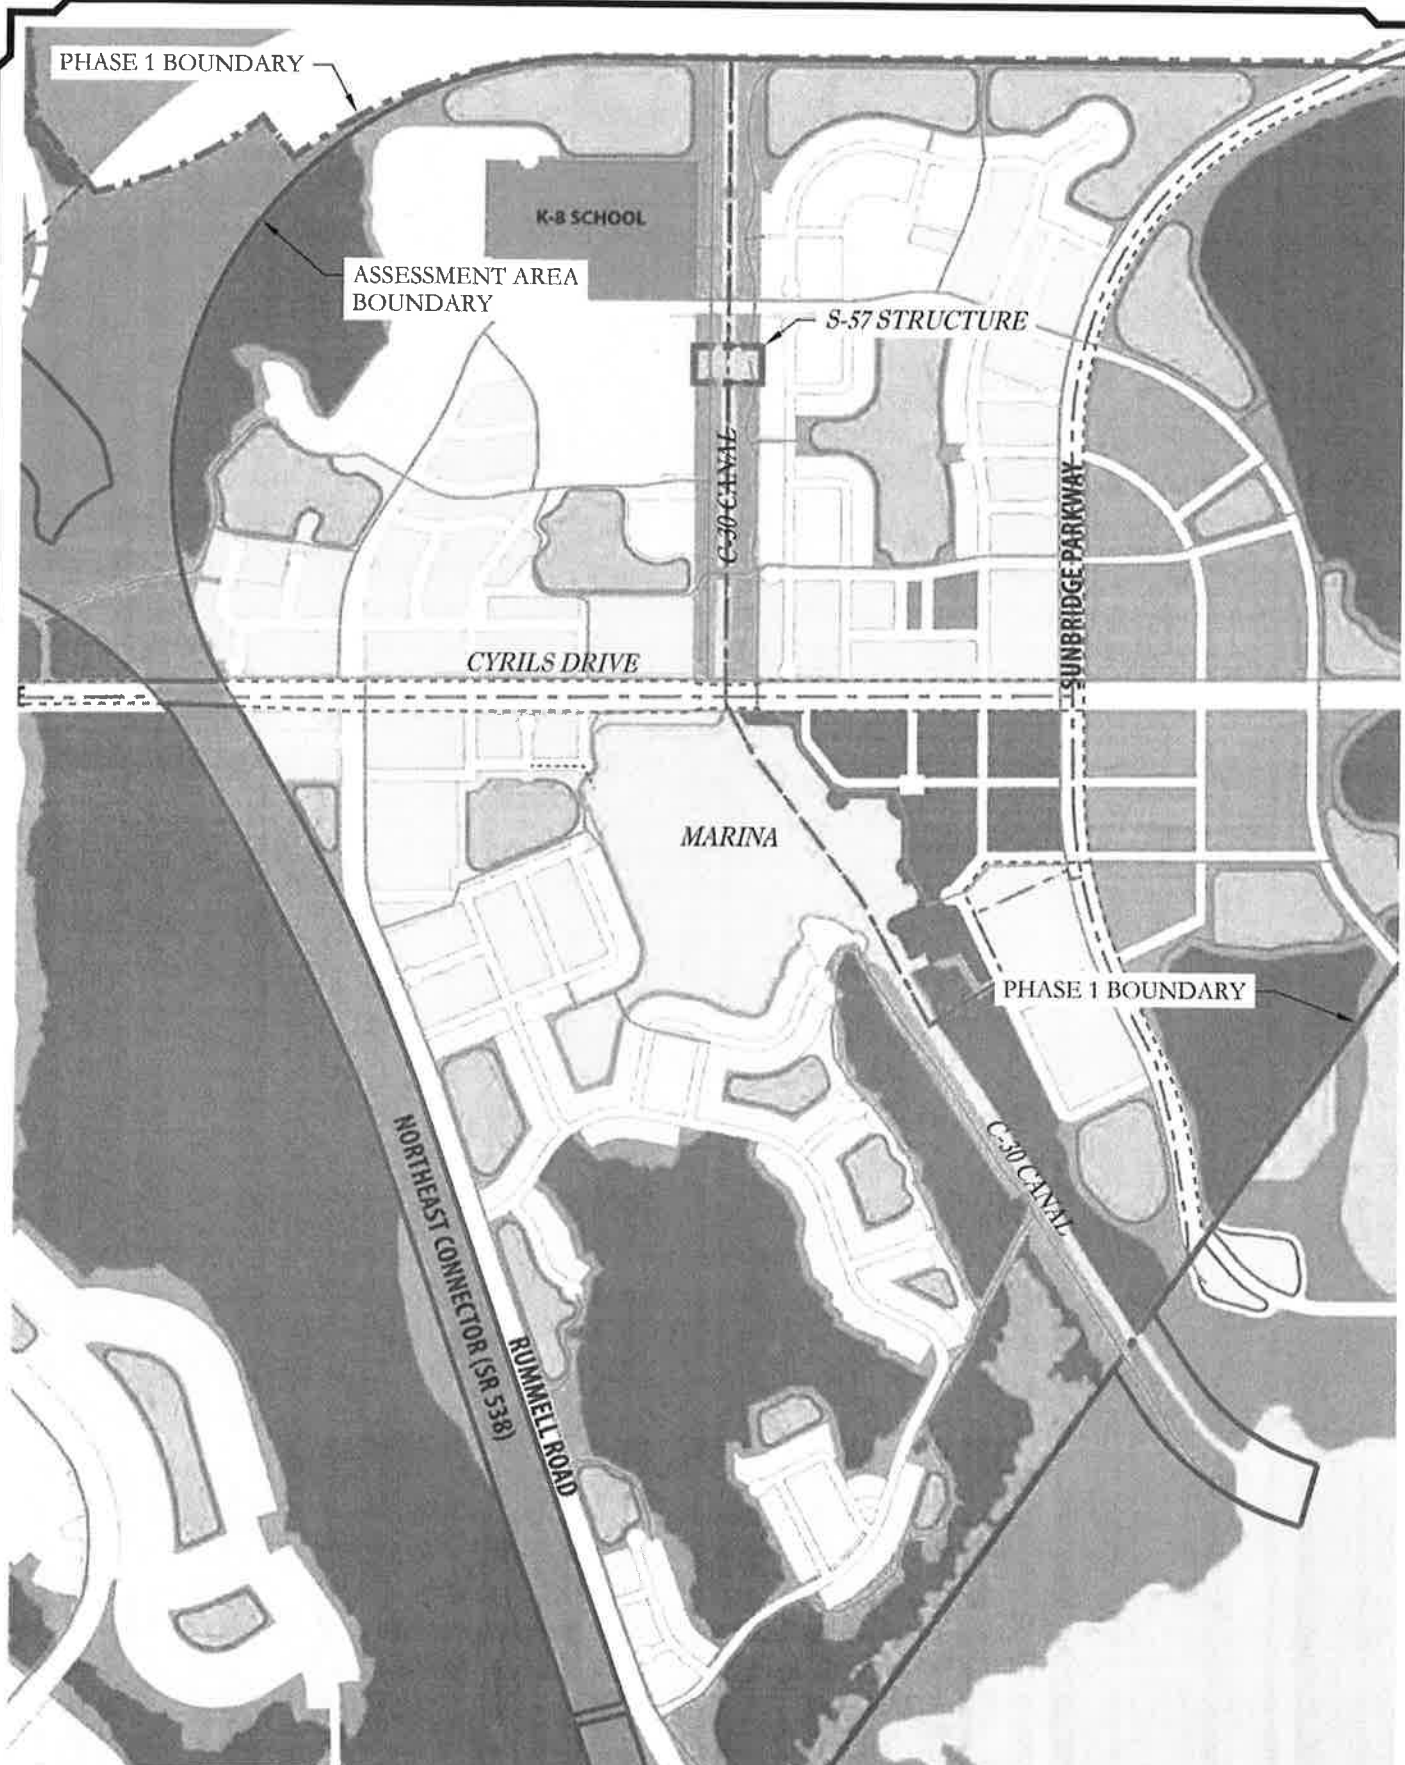 PHASE 1 BOUNDARY
K-8 SCHOOL
ASSESSMENT AREA
BOUNDARY
S-57 STRUCTURE
C-30 CANAL
SUNBRIDGE PARKWAY
CYRILS DRIVE
MARINA
PHASE 1 BOUNDARY
C-30 CANAL
NORTHEAST CONNECTOR (SR 538)
RUMMELL ROAD